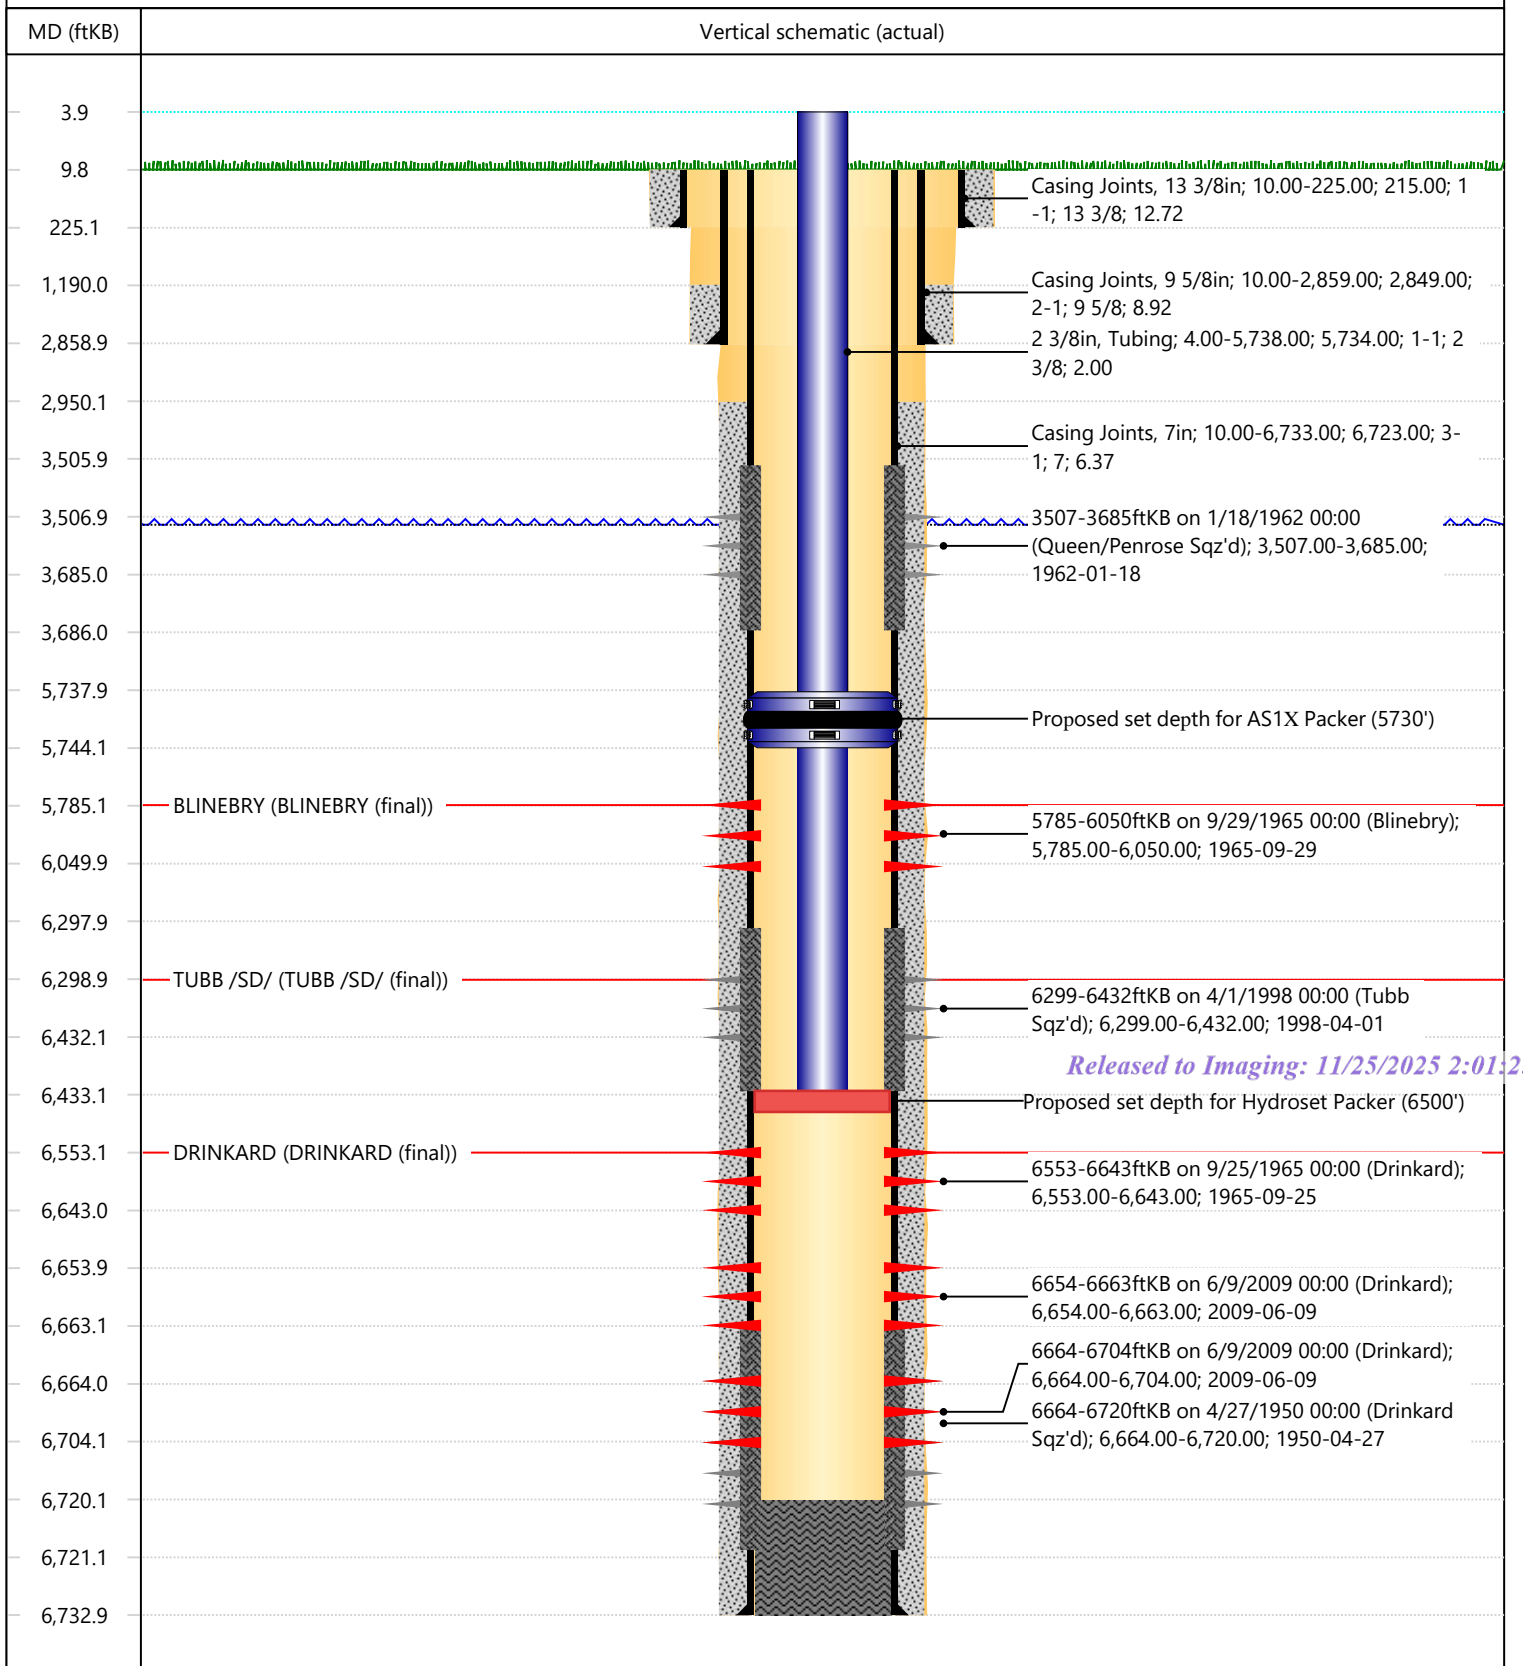 MD (ftKB)
Vertical schematic (actual)
3.9
9.8
Casing Joints, 13 3/8in; 10.00-225.00; 215.00; 1
-1; 13 3/8; 12.72
225.1
1,190.0
Casing Joints, 9 5/8in; 10.00-2,859.00; 2,849.00;
2-1; 9 5/8; 8.92
2,858.9
2 3/8in, Tubing; 4.00-5,738.00; 5,734.00; 1-1; 2
3/8; 2.00
2,950.1
Casing Joints, 7in; 10.00-6,733.00; 6,723.00; 3-
1; 7; 6.37
3,505.9
3,506.9
3507-3685ftKB on 1/18/1962 00:00
(Queen/Penrose Sqz'd); 3,507.00-3,685.00;
1962-01-18
3,685.0
3,686.0
5,737.9
Proposed set depth for AS1X Packer (5730')
5,744.1
5,785.1
BLINEBRY (BLINEBRY (final))
5785-6050ftKB on 9/29/1965 00:00 (Blinebry);
5,785.00-6,050.00; 1965-09-29
6,049.9
6,297.9
6,298.9
TUBB /SD/ (TUBB /SD/ (final))
6299-6432ftKB on 4/1/1998 00:00 (Tubb
Sqz'd); 6,299.00-6,432.00; 1998-04-01
6,432.1
Released to Imaging: 11/25/2025 2:01:2
6,433.1
Proposed set depth for Hydroset Packer (6500')
6,553.1
DRINKARD (DRINKARD (final))
6553-6643ftKB on 9/25/1965 00:00 (Drinkard);
6,553.00-6,643.00; 1965-09-25
6,643.0
6,653.9
6654-6663ftKB on 6/9/2009 00:00 (Drinkard);
6,654.00-6,663.00; 2009-06-09
6,663.1
6664-6704ftKB on 6/9/2009 00:00 (Drinkard);
6,664.00-6,704.00; 2009-06-09
6,664.0
6664-6720ftKB on 4/27/1950 00:00 (Drinkard
Sqz'd); 6,664.00-6,720.00; 1950-04-27
6,704.1
6,720.1
6,721.1
6,732.9